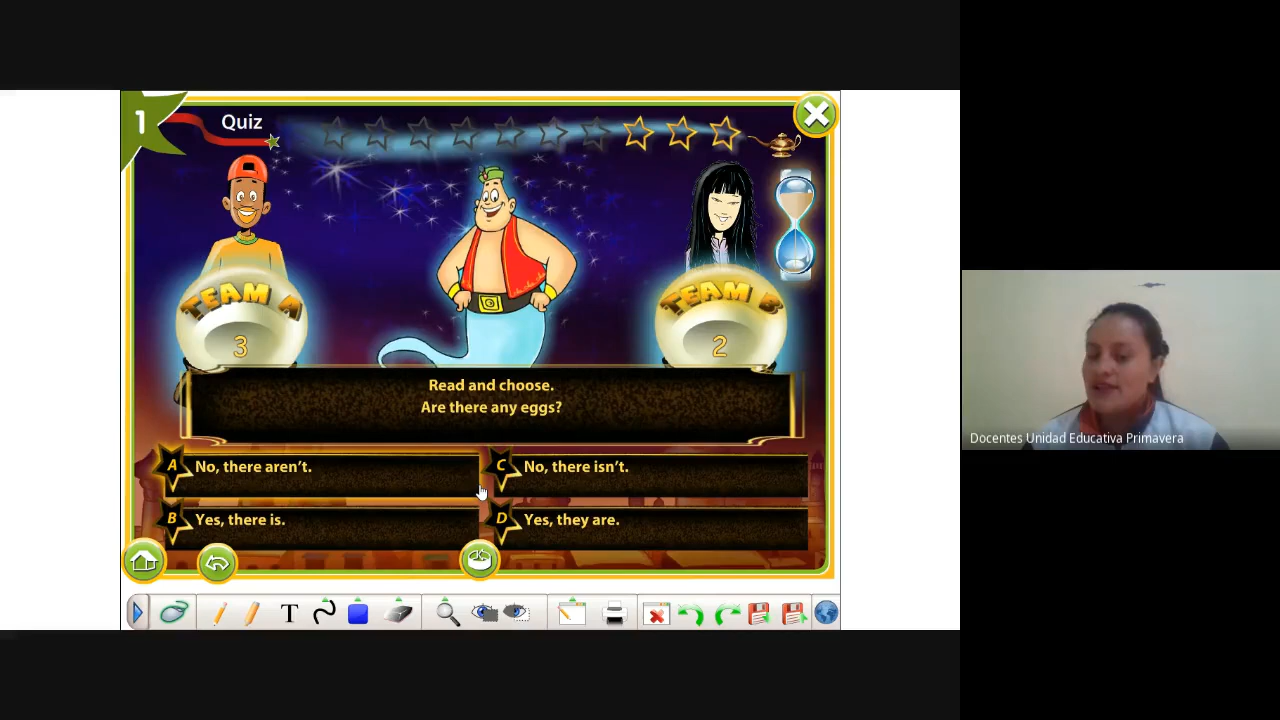 1
Quiz
TEAM A
3
TEAM B
2
Read and choose.
Are there any eggs?
A No, there aren't.
B Yes, there is.
C No, there isn't.
D Yes, they are.
T
Docentes Unidad Educativa Primavera